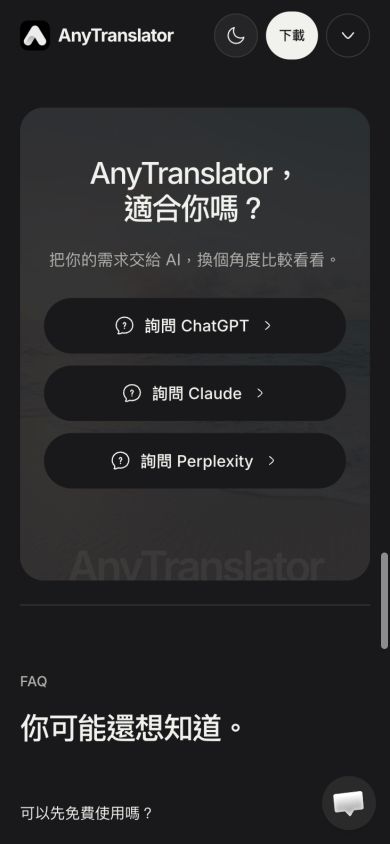 AnyTranslator
下載
AnyTranslator，
適合你嗎？
把你的需求交給 AI，換個角度比較看看。
詢問 ChatGPT
詢問 Claude
詢問 Perplexity
AnyTranslator
FAQ
你可能還想知道。
可以先免費使用嗎？